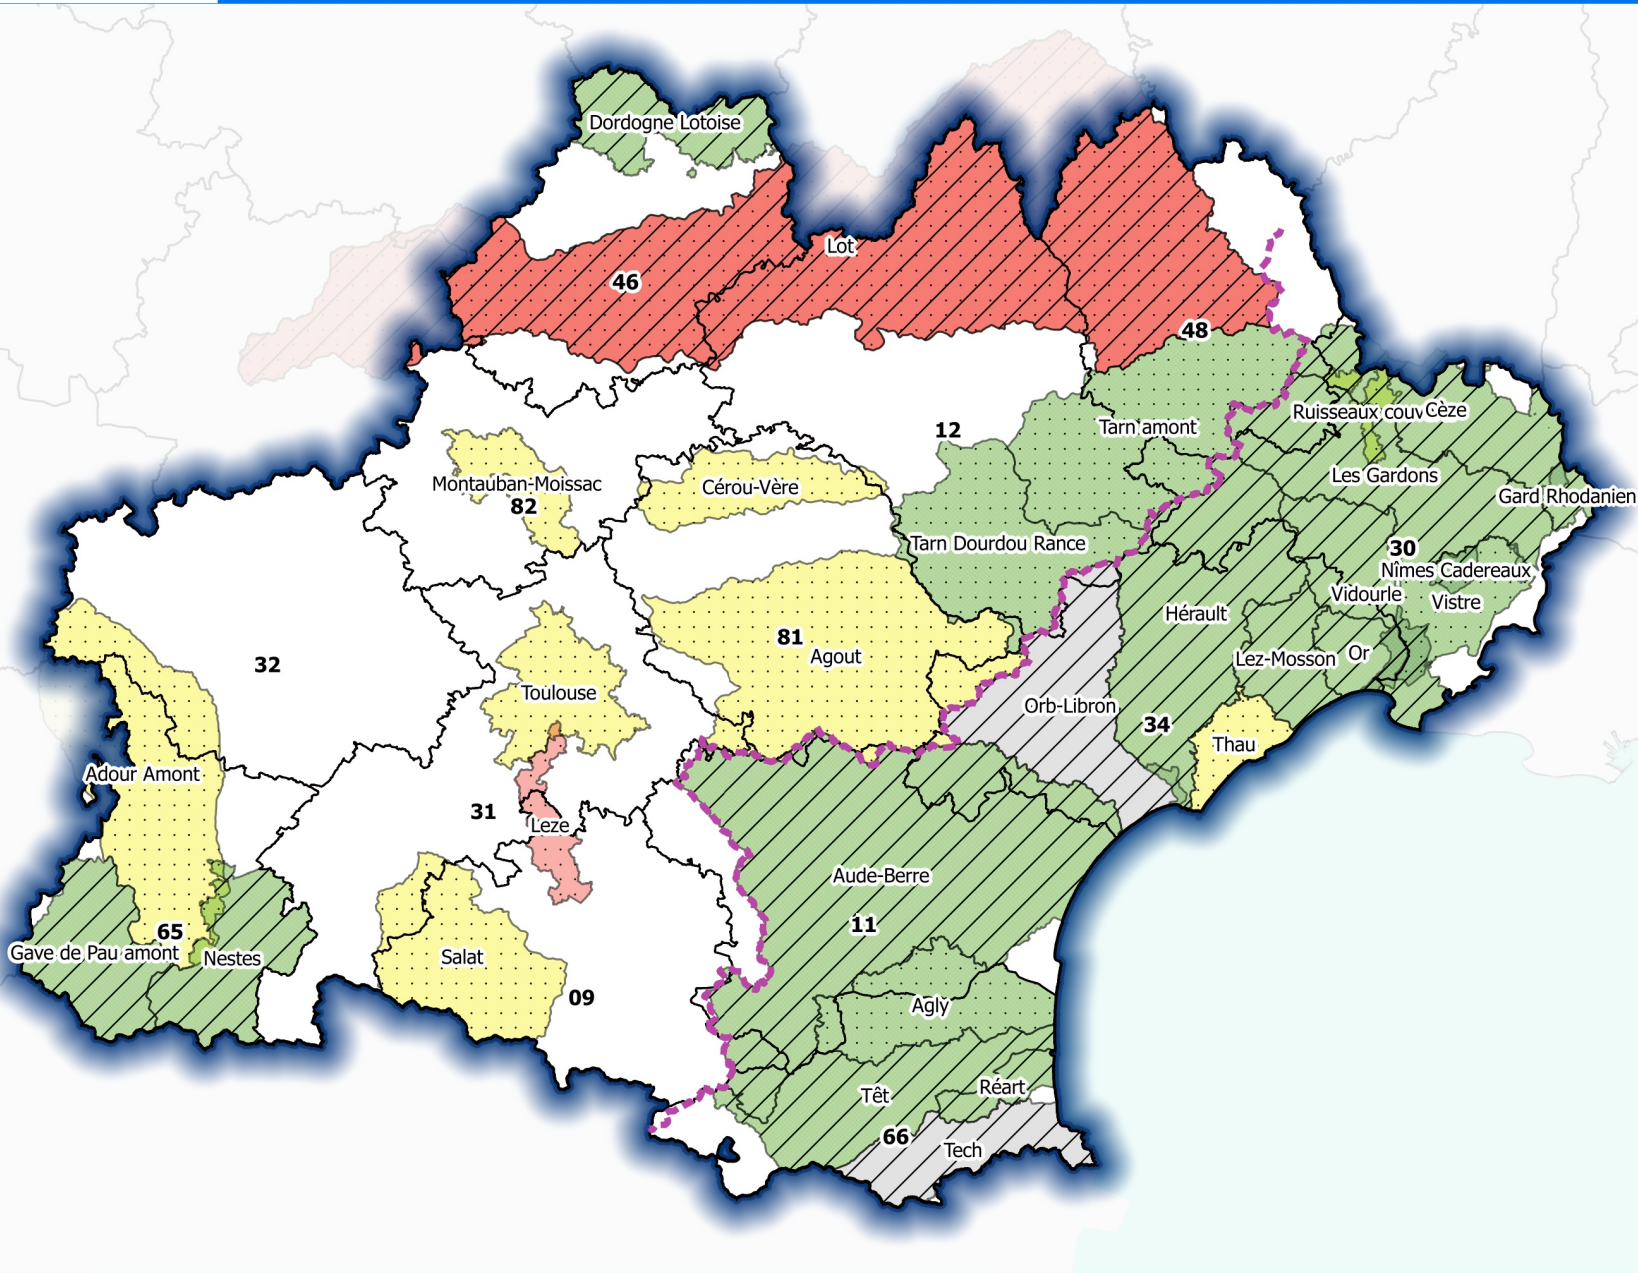 Dordogne Lotoise
Lot
46
48
12
Tarn amont
Ruisseaux couv
Cèze
Les Gardons
Gard Rhodanien
Montauban-Moissac
82
Cérou-Vère
Tarn Dourdou Rance
30
Nîmes Cadereaux
Vidourle
Vistre
Hérault
81
Agout
32
Lez-Mosson
Or
Toulouse
Orb-Libron
34
Thau
Adour Amont
31
Leze
Aude-Berre
11
65
Gave de Pau amont
Nestes
Salat
09
Agly
Têt
Réart
66
Tech